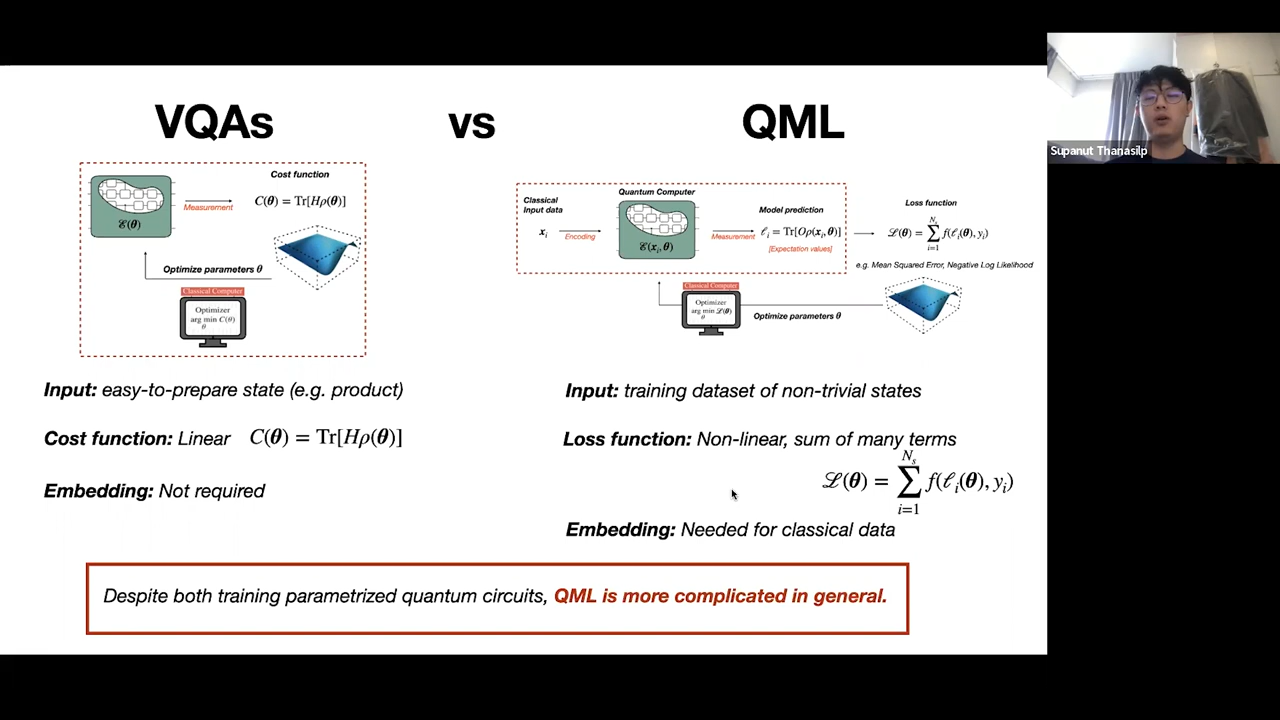 VQAs vs QML
Cost function
C(θ) = Tr[Hρ(θ)]
Measurement
ℰ(θ)
Optimize parameters θ
Classical Computer
Optimizer
arg min C(θ)
θ
Quantum Computer
Classical
Input data
x_i
Encoding
ℰ(x_i, θ)
Measurement
Model prediction
ℓ_i = Tr[Oρ(x_i, θ)]
[Expectation values]
Loss function
ℒ(θ) = ∑_{i=1}^{N_s} f(ℓ_i(θ), y_i)
e.g. Mean Squared Error, Negative Log Likelihood
Classical Computer
Optimizer
arg min ℒ(θ)
θ
Optimize parameters θ
Input: easy-to-prepare state (e.g. product)
Cost function: Linear C(θ) = Tr[Hρ(θ)]
Embedding: Not required
Input: training dataset of non-trivial states
Loss function: Non-linear, sum of many terms
ℒ(θ) = ∑_{i=1}^{N_s} f(ℓ_i(θ), y_i)
Embedding: Needed for classical data
Despite both training parametrized quantum circuits, QML is more complicated in general.
Supanut Thanasilp